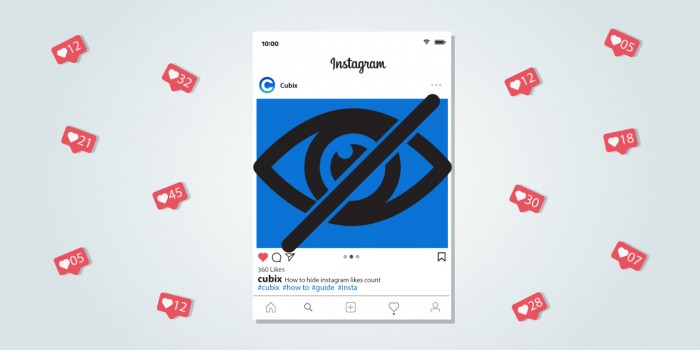 10:00
Instagram
Cubix
360 Likes
cubix How to hide instagram likes count
#cubix #how to #guide #insta
12
32
21
45
05
12
05
12
18
30
07
28